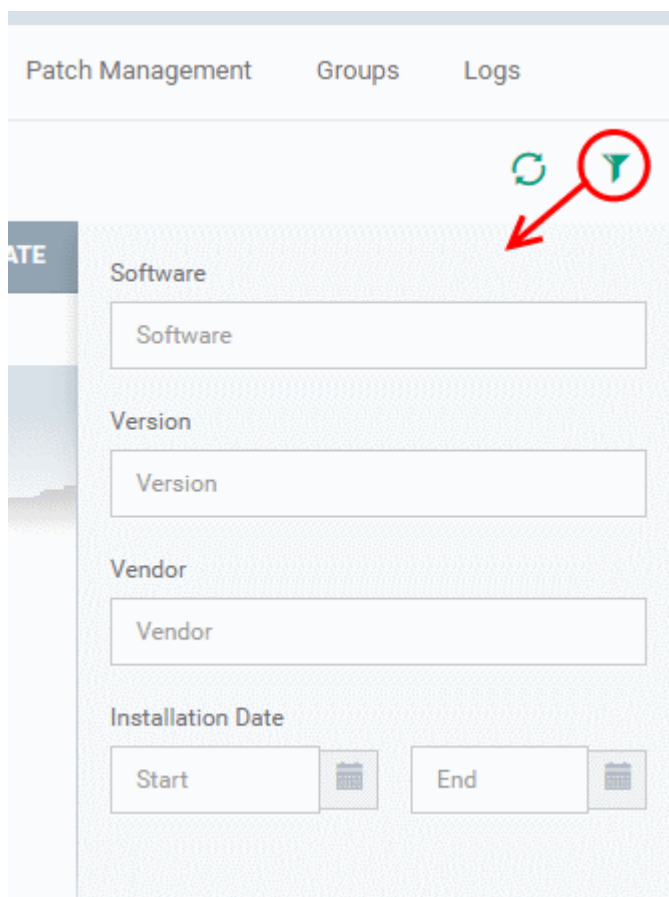 Patch Management Groups Logs
ATE
Software
Software
Version
Version
Vendor
Vendor
Installation Date
Start End